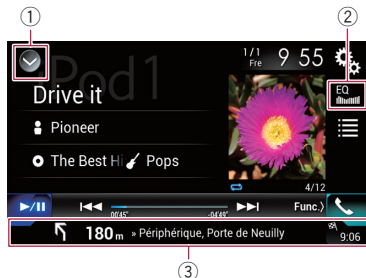 ① ②
iPod1
1/1 Fre 9 55
EQ
Drive it
Pioneer
The Best Hi Pops
4/12
00'45" -04'49" Func.
180 m » Périphérique, Porte de Neuilly
9:06
③